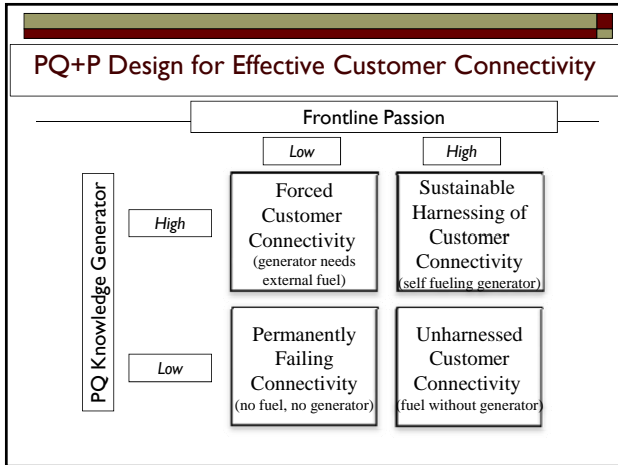 PQ+P Design for Effective Customer Connectivity
Frontline Passion
Low
High
PQ Knowledge Generator
High
Forced
Customer
Connectivity
(generator needs
external fuel)
Sustainable
Harnessing of
Customer
Connectivity
(self fueling generator)
Low
Permanently
Failing
Connectivity
(no fuel, no generator)
Unharnessed
Customer
Connectivity
(fuel without generator)